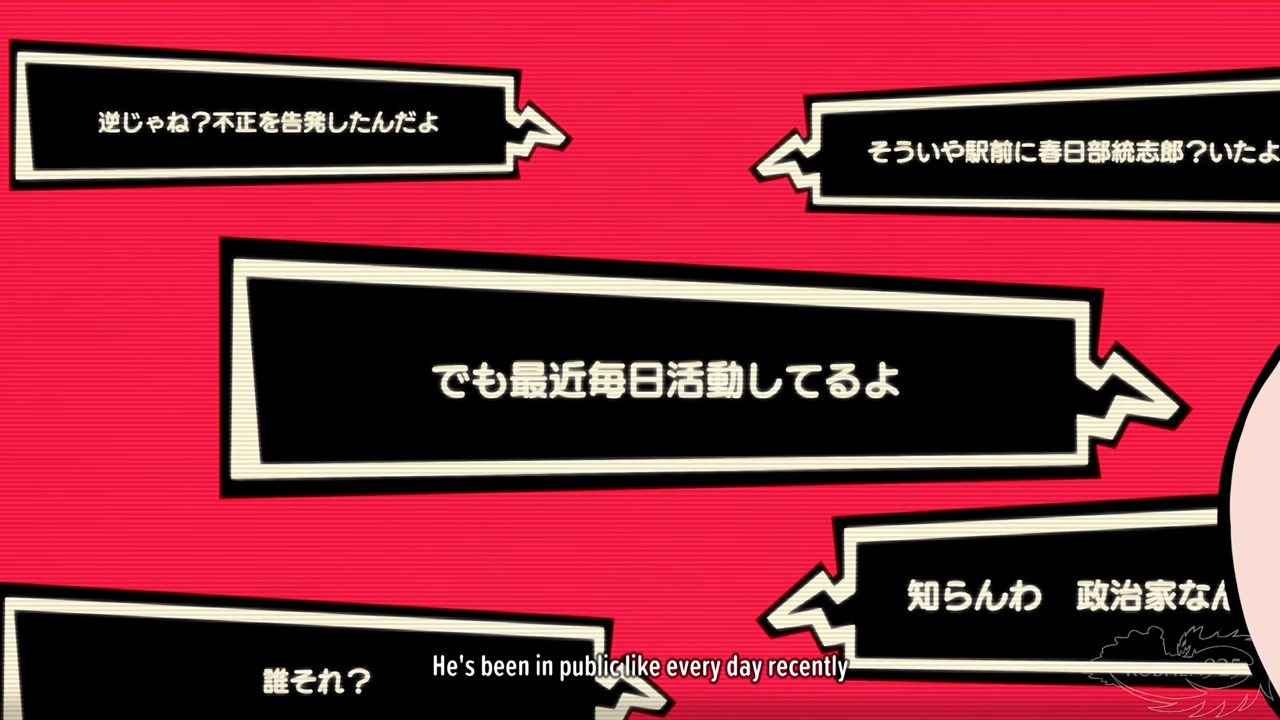 逆じゃね？不正を告発したんだよ
そういや駅前に春日部統志郎？いたよ
でも最近毎日活動してるよ
知らんわ　政治家なん
誰それ？
He's been in public like every day recently